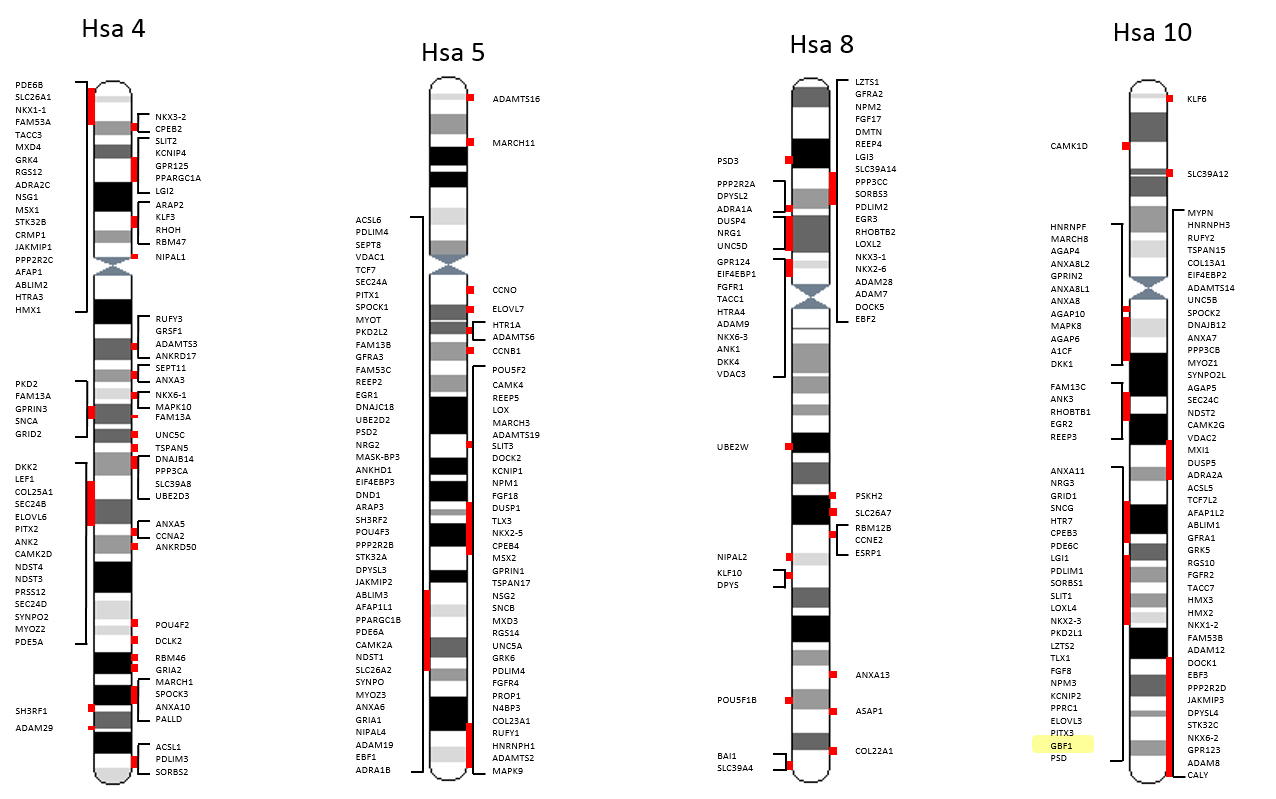 Hsa 4
PDE6B
SLC26A1
NKX1-1
FAM53A
TACC3
MXD4
GRK4
RGS12
ADRA2C
NSG1
MSX1
STK32B
CRMP1
JAKMIP1
PPP2R2C
AFAP1
ABLIM2
HTRA3
HMX1
PKD2
FAM13A
GPRIN3
SNCA
GRID2
DKK2
LEF1
COL25A1
SEC24B
ELOVL6
PITX2
ANK2
CAMK2D
NDST4
NDST3
PRSS12
SEC24D
SYNPO2
MYOZ2
PDE5A
SH3RF1
ADAM29
NKX3-2
CPEB2
SLIT2
KCNIP4
GPR125
PPARGC1A
LGI2
ARAP2
KLF3
RHOH
RBM47
NIPAL1
RUFY3
GRSF1
ADAMTS3
ANKRD17
SEPT11
ANXA3
NKX6-1
MAPK10
FAM13A
UNC5C
TSPAN5
DNAJB14
PPP3CA
SLC39A8
UBE2D3
ANXA5
CCNA2
ANKRD50
POU4F2
DCLK2
RBM46
GRIA2
MARCH1
SPOCK3
ANXA10
PALLD
ACSL1
PDLIM3
SORBS2
Hsa 5
ACSL6
PDLIM4
SEPT8
VDAC1
TCF7
SEC24A
PITX1
SPOCK1
MYOT
PKD2L2
FAM13B
GFRA3
FAM53C
REEP2
EGR1
DNAJC18
UBE2D2
PSD2
NRG2
MASK-BP3
ANKHD1
EIF4EBP3
DND1
ARAP3
SH3RF2
POU4F3
PPP2R2B
STK32A
DPYSL3
JAKMIP2
ABLIM3
AFAP1L1
PPARGC1B
PDE6A
CAMK2A
NDST1
SLC26A2
SYNPO
MYOZ3
ANXA6
GRIA1
NIPAL4
ADAM19
EBF1
ADRA1B
ADAMTS16
MARCH11
CCNO
ELOVL7
HTR1A
ADAMTS6
CCNB1
POU5F2
CAMK4
REEP5
LOX
MARCH3
ADAMTS19
SLIT3
DOCK2
KCNIP1
NPM1
FGF18
DUSP1
TLX3
NKX2-5
CPEB4
MSX2
GPRIN1
TSPAN17
NSG2
SNCB
MXD3
RGS14
UNC5A
GRK6
PDLIM4
FGFR4
PROP1
N4BP3
COL23A1
RUFY1
HNRNPH1
ADAMTS2
MAPK9
Hsa 8
PSD3
PPP2R2A
DPYSL2
ADRA1A
DUSP4
NRG1
UNC5D
GPR124
EIF4EBP1
FGFR1
TACC1
HTRA4
ADAM9
NKX6-3
ANK1
DKK4
VDAC3
UBE2W
NIPAL2
KLF10
DPYS
POU5F1B
BAI1
SLC39A4
LZTS1
GFRA2
NPM2
FGF17
DMTN
REEP4
LGI3
SLC39A14
PPP3CC
SORBS3
PDLIM2
EGR3
RHOBTB2
LOXL2
NKX3-1
NKX2-6
ADAM28
ADAM7
DOCK5
EBF2
PSKH2
SLC26A7
RBM12B
CCNE2
ESRP1
ANXA13
ASAP1
COL22A1
Hsa 10
CAMK1D
HNRNPF
MARCH8
AGAP4
ANXA8L2
GPRIN2
ANXA8L1
ANXA8
AGAP10
MAPK8
AGAP6
A1CF
DKK1
FAM13C
ANK3
RHOBTB1
EGR2
REEP3
ANXA11
NRG3
GRID1
SNCG
HTR7
CPEB3
PDE6C
LGI1
PDLIM1
SORBS1
SLIT1
LOXL4
NKX2-3
PKD2L1
LZTS2
TLX1
FGF8
NPM3
KCNIP2
PPRC1
ELOVL3
PITX3
GBF1
PSD
KLF6
SLC39A12
MYPN
HNRNPH3
RUFY2
TSPAN15
COL13A1
EIF4EBP2
ADAMTS14
UNC5B
SPOCK2
DNAJB12
ANXA7
PPP3CB
MYOZ1
SYNPO2L
AGAP5
SEC24C
NDST2
CAMK2G
VDAC2
MXI1
DUSP5
ADRA2A
ACSL5
TCF7L2
AFAP1L2
ABLIM1
GFRA1
GRK5
RGS10
FGFR2
TACC7
HMX3
HMX2
NKX1-2
FAM53B
ADAM12
DOCK1
EBF3
PPP2R2D
JAKMIP3
DPYSL4
STK32C
NKX6-2
GPR123
ADAM8
CALY